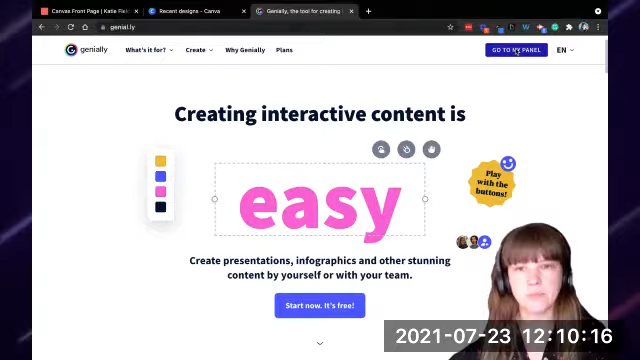 Canvas Front Page | Katie Fiel
Recent designs - Canva
Genially, the tool for creating
genial.ly
genially
What's it for?
Create
Why Genially
Plans
GO TO MY PANEL
EN
Creating interactive content is
easy
Play
with the
buttons!
Create presentations, infographics and other stunning
content by yourself or with your team.
Start now. It's free!
2021-07-23 12:10:16